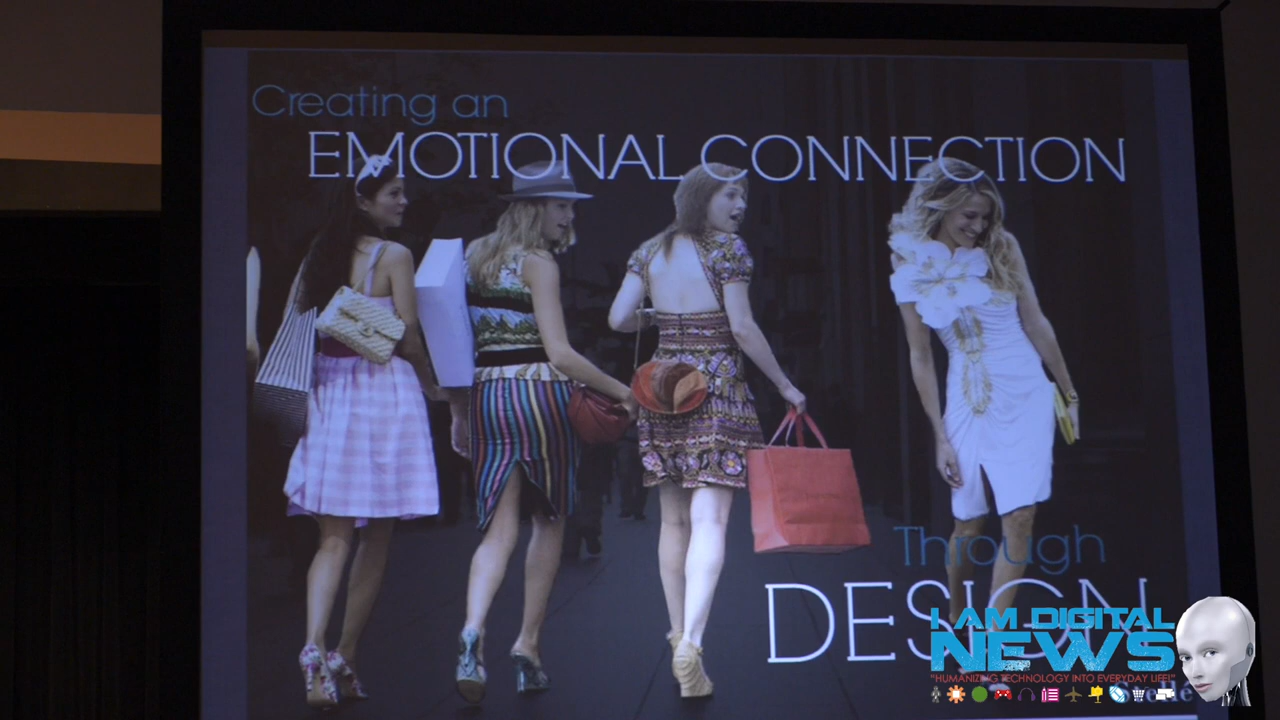 Creating an
EMOTIONAL CONNECTION
Through
DESIGN
I AM DIGITAL
NEWS
"HUMANIZING TECHNOLOGY INTO EVERYDAY LIFE!"